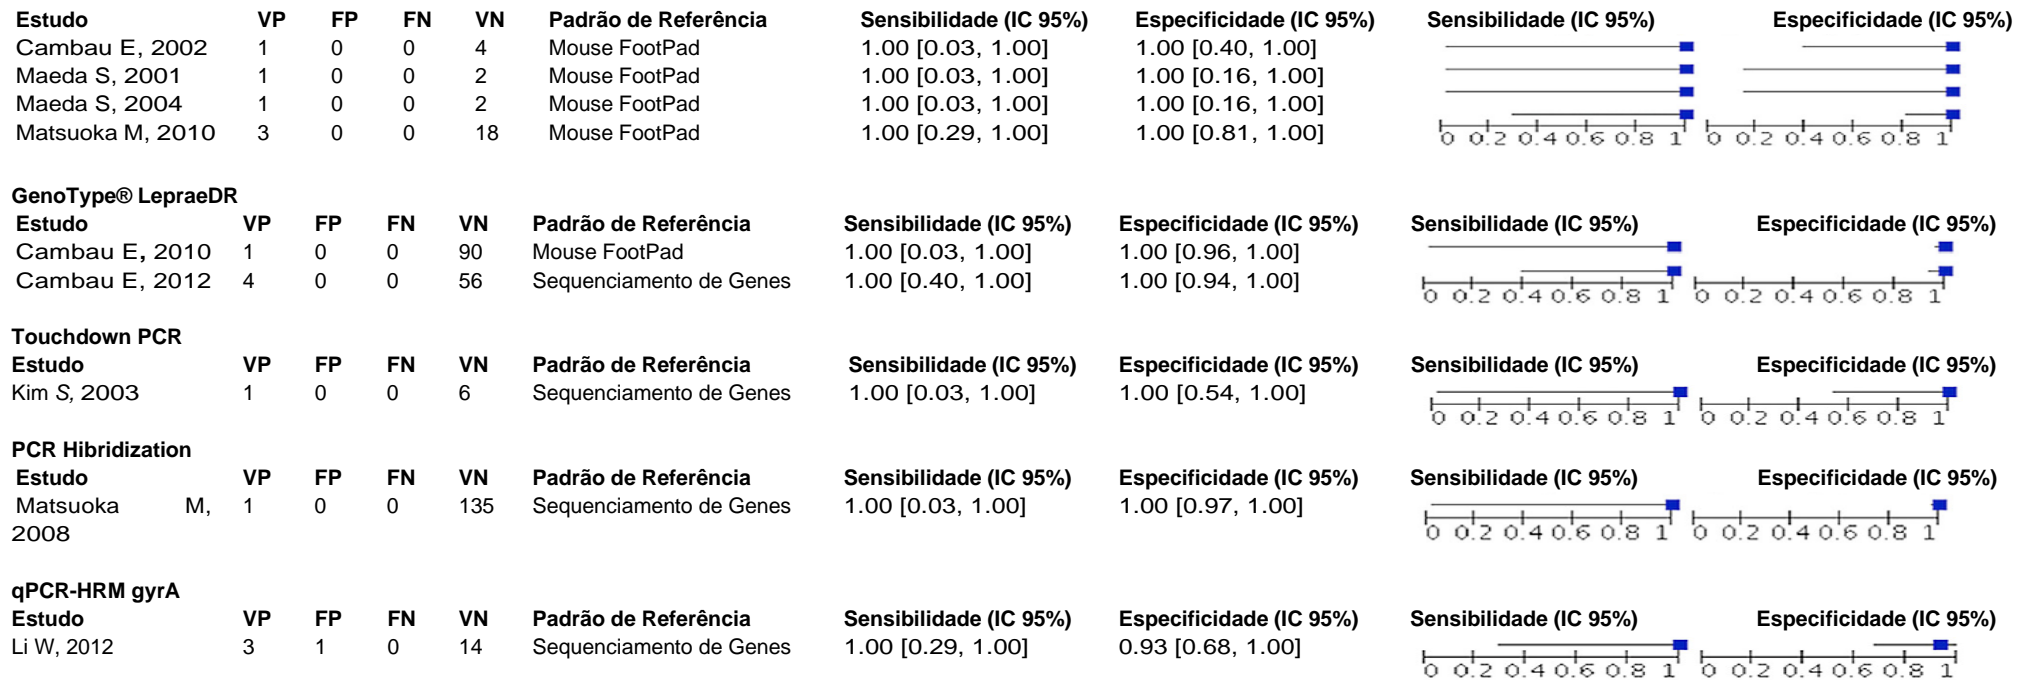 Estudo VP FP FN VN Padrão de Referência Sensibilidade (IC 95%) Especificidade (IC 95%) Sensibilidade (IC 95%) Especificidade (IC 95%)
Cambau E, 2002 1 0 0 4 Mouse FootPad 1.00 [0.03, 1.00] 1.00 [0.40, 1.00]
Maeda S, 2001 1 0 0 2 Mouse FootPad 1.00 [0.03, 1.00] 1.00 [0.16, 1.00]
Maeda S, 2004 1 0 0 2 Mouse FootPad 1.00 [0.03, 1.00] 1.00 [0.16, 1.00]
Matsuoka M, 2010 3 0 0 18 Mouse FootPad 1.00 [0.29, 1.00] 1.00 [0.81, 1.00]
0 0.2 0.4 0.6 0.8 1 0 0.2 0.4 0.6 0.8 1
GenoType® LepraeDR
Estudo VP FP FN VN Padrão de Referência Sensibilidade (IC 95%) Especificidade (IC 95%) Sensibilidade (IC 95%) Especificidade (IC 95%)
Cambau E, 2010 1 0 0 90 Mouse FootPad 1.00 [0.03, 1.00] 1.00 [0.96, 1.00]
Cambau E, 2012 4 0 0 56 Sequenciamento de Genes 1.00 [0.40, 1.00] 1.00 [0.94, 1.00]
0 0.2 0.4 0.6 0.8 1 0 0.2 0.4 0.6 0.8 1
Touchdown PCR
Estudo VP FP FN VN Padrão de Referência Sensibilidade (IC 95%) Especificidade (IC 95%) Sensibilidade (IC 95%) Especificidade (IC 95%)
Kim S, 2003 1 0 0 6 Sequenciamento de Genes 1.00 [0.03, 1.00] 1.00 [0.54, 1.00]
0 0.2 0.4 0.6 0.8 1 0 0.2 0.4 0.6 0.8 1
PCR Hibridization
Estudo VP FP FN VN Padrão de Referência Sensibilidade (IC 95%) Especificidade (IC 95%) Sensibilidade (IC 95%) Especificidade (IC 95%)
Matsuoka M, 1 0 0 135 Sequenciamento de Genes 1.00 [0.03, 1.00] 1.00 [0.97, 1.00]
2008
0 0.2 0.4 0.6 0.8 1 0 0.2 0.4 0.6 0.8 1
qPCR-HRM gyrA
Estudo VP FP FN VN Padrão de Referência Sensibilidade (IC 95%) Especificidade (IC 95%) Sensibilidade (IC 95%) Especificidade (IC 95%)
Li W, 2012 3 1 0 14 Sequenciamento de Genes 1.00 [0.29, 1.00] 0.93 [0.68, 1.00]
0 0.2 0.4 0.6 0.8 1 0 0.2 0.4 0.6 0.8 1